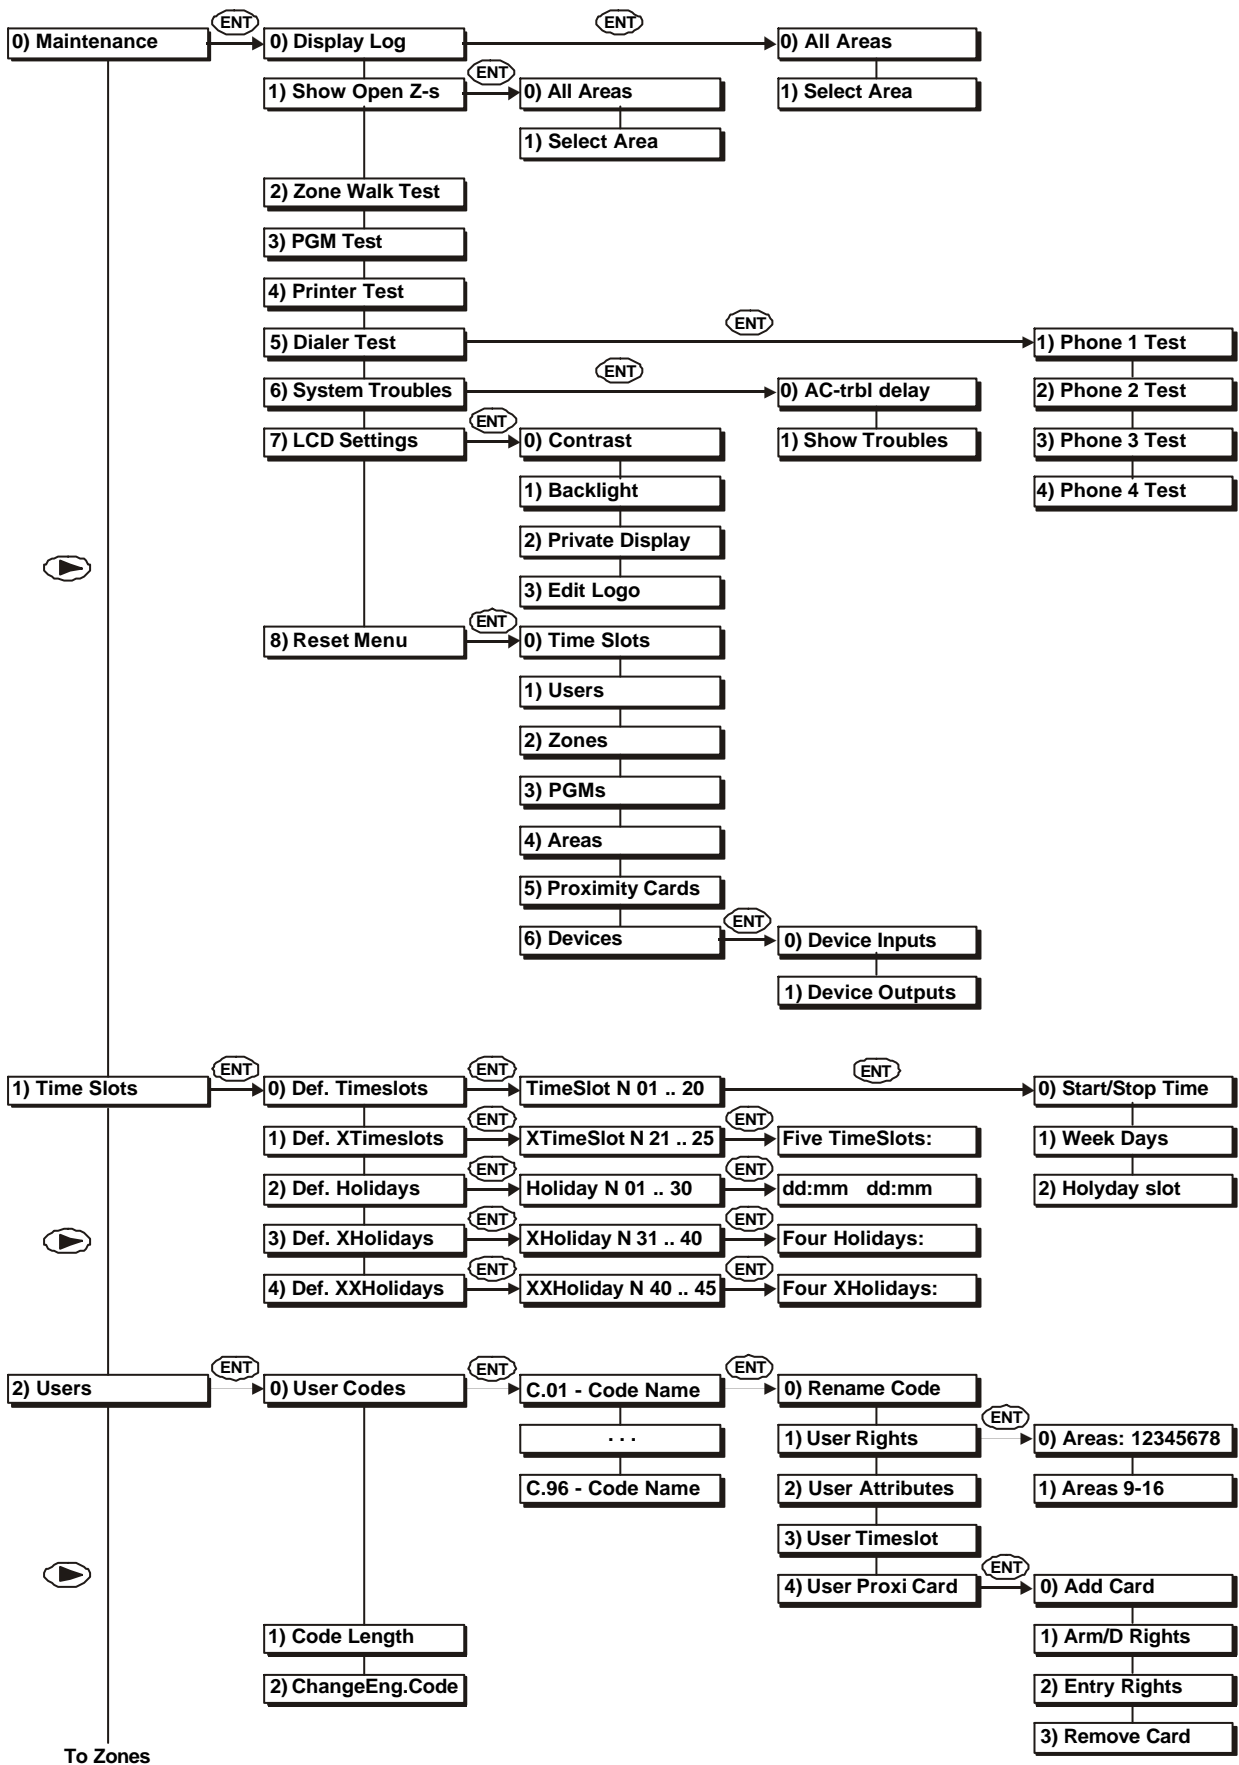 ENT
ENT
0) Maintenance
0) Display Log
0) All Areas
ENT
1) Show Open Z-s
0) All Areas
1) Select Area
1) Select Area
2) Zone Walk Test
3) PGM Test
4) Printer Test
ENT
5) Dialer Test
1) Phone 1 Test
ENT
6) System Troubles
0) AC-trbl delay
2) Phone 2 Test
ENT
7) LCD Settings
0) Contrast
1) Show Troubles
3) Phone 3 Test
1) Backlight
4) Phone 4 Test
2) Private Display
3) Edit Logo
ENT
8) Reset Menu
0) Time Slots
1) Users
2) Zones
3) PGMs
4) Areas
5) Proximity Cards
ENT
6) Devices
0) Device Inputs
1) Device Outputs
ENT
ENT
ENT
1) Time Slots
0) Def. Timeslots
TimeSlot N 01 .. 20
0) Start/Stop Time
ENT
ENT
1) Def. XTimeslots
XTimeSlot N 21 .. 25
Five TimeSlots:
1) Week Days
ENT
ENT
2) Def. Holidays
Holiday N 01 .. 30
dd:mm dd:mm
2) Holyday slot
ENT
ENT
3) Def. XHolidays
XHoliday N 31 .. 40
Four Holidays:
ENT
ENT
4) Def. XXHolidays
XXHoliday N 40 .. 45
Four XHolidays:
ENT
ENT
ENT
2) Users
0) User Codes
C.01 - Code Name
0) Rename Code
ENT
. . .
1) User Rights
0) Areas: 12345678
C.96 - Code Name
2) User Attributes
1) Areas 9-16
3) User Timeslot
ENT
4) User Proxi Card
0) Add Card
1) Code Length
1) Arm/D Rights
2) ChangeEng.Code
2) Entry Rights
3) Remove Card
To Zones